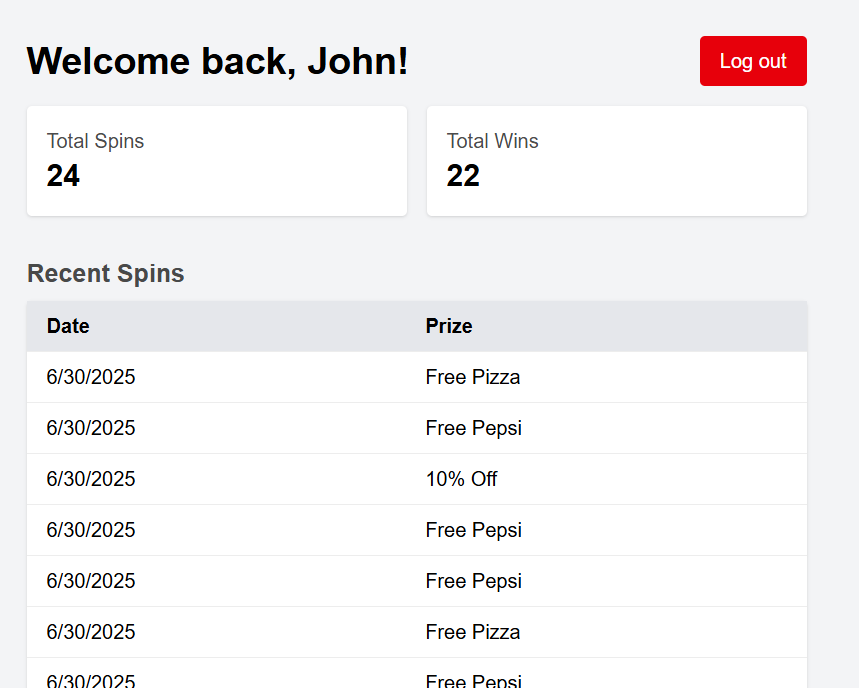 Welcome back, John!
Log out
Total Spins
24
Total Wins
22
Recent Spins
Date Prize
6/30/2025 Free Pizza
6/30/2025 Free Pepsi
6/30/2025 10% Off
6/30/2025 Free Pepsi
6/30/2025 Free Pepsi
6/30/2025 Free Pizza
6/30/2025 Free Pepsi